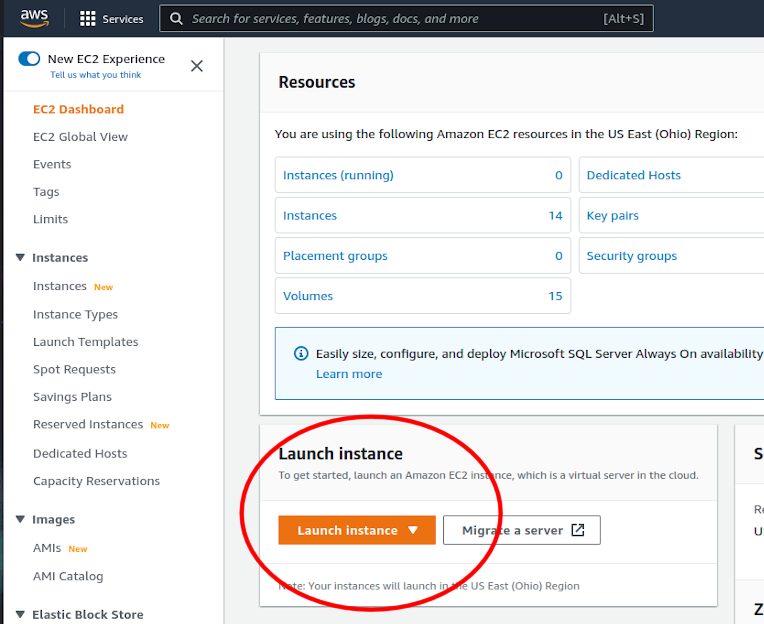 aws
Services
Search for services, features, blogs, docs, and more
[Alt+S]
New EC2 Experience
Tell us what you think
EC2 Dashboard
EC2 Global View
Events
Tags
Limits
Instances
Instances New
Instance Types
Launch Templates
Spot Requests
Savings Plans
Reserved Instances New
Dedicated Hosts
Capacity Reservations
Images
AMIs New
AMI Catalog
Elastic Block Store
Resources
You are using the following Amazon EC2 resources in the US East (Ohio) Region:
Instances (running) 0
Dedicated Hosts
Instances 14
Key pairs
Placement groups 0
Security groups
Volumes 15
Easily size, configure, and deploy Microsoft SQL Server Always On availability
Learn more
Launch instance
To get started, launch an Amazon EC2 instance, which is a virtual server in the cloud.
Launch instance
Migrate a server
Note: Your instances will launch in the US East (Ohio) Region